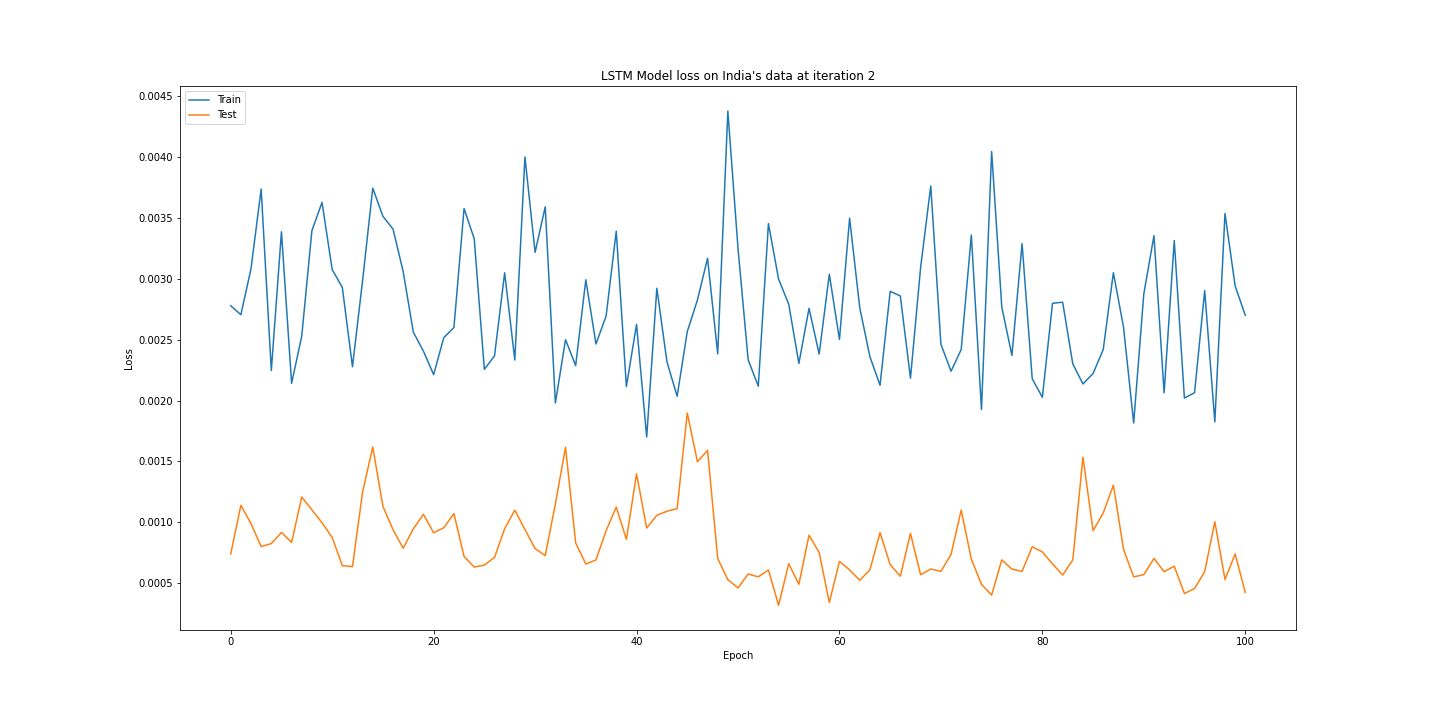 LSTM Model loss on India's data at iteration 2
Train
Test
0.0045
0.0040
0.0035
0.0030
0.0025
0.0020
0.0015
0.0010
0.0005
Loss
0 20 40 60 80 100
Epoch